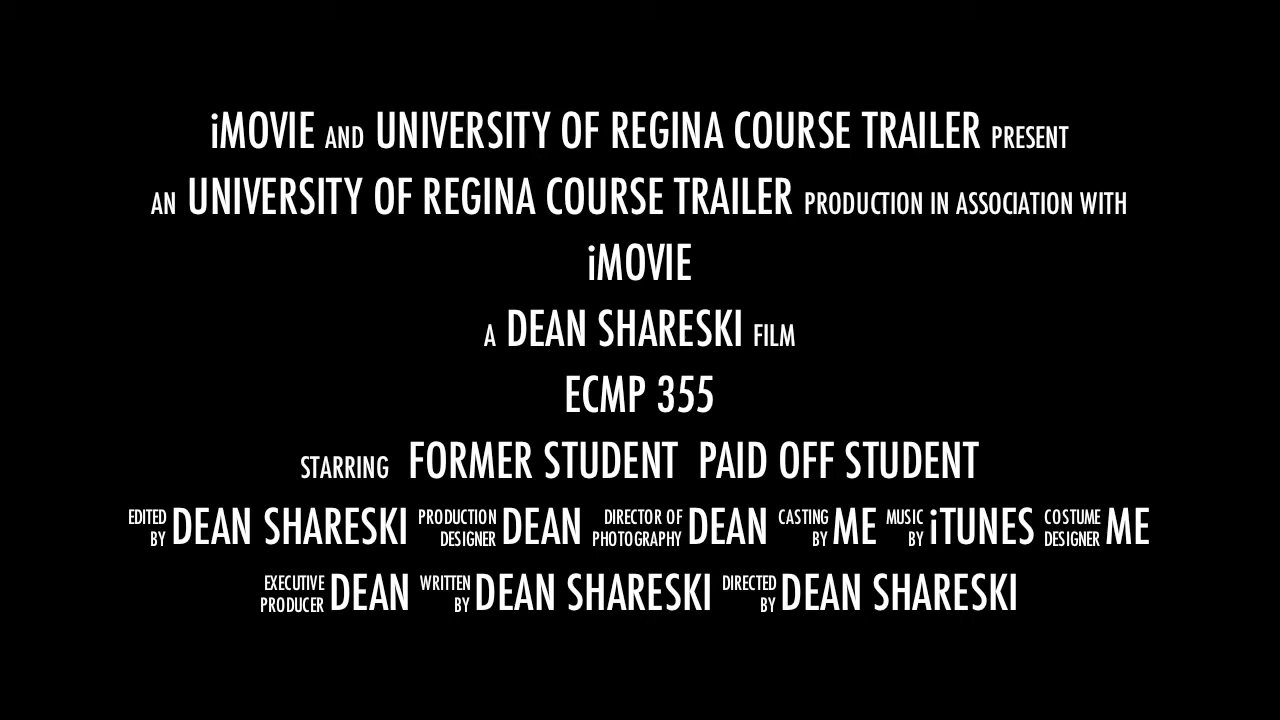 iMOVIE AND UNIVERSITY OF REGINA COURSE TRAILER PRESENT
AN UNIVERSITY OF REGINA COURSE TRAILER PRODUCTION IN ASSOCIATION WITH
iMOVIE
A DEAN SHARESKI FILM
ECMP 355
STARRING FORMER STUDENT PAID OFF STUDENT
EDITED BY DEAN SHARESKI PRODUCTION DESIGNER DEAN DIRECTOR OF PHOTOGRAPHY DEAN CASTING BY ME MUSIC BY iTUNES COSTUME DESIGNER ME
EXECUTIVE PRODUCER DEAN WRITTEN BY DEAN SHARESKI DIRECTED BY DEAN SHARESKI